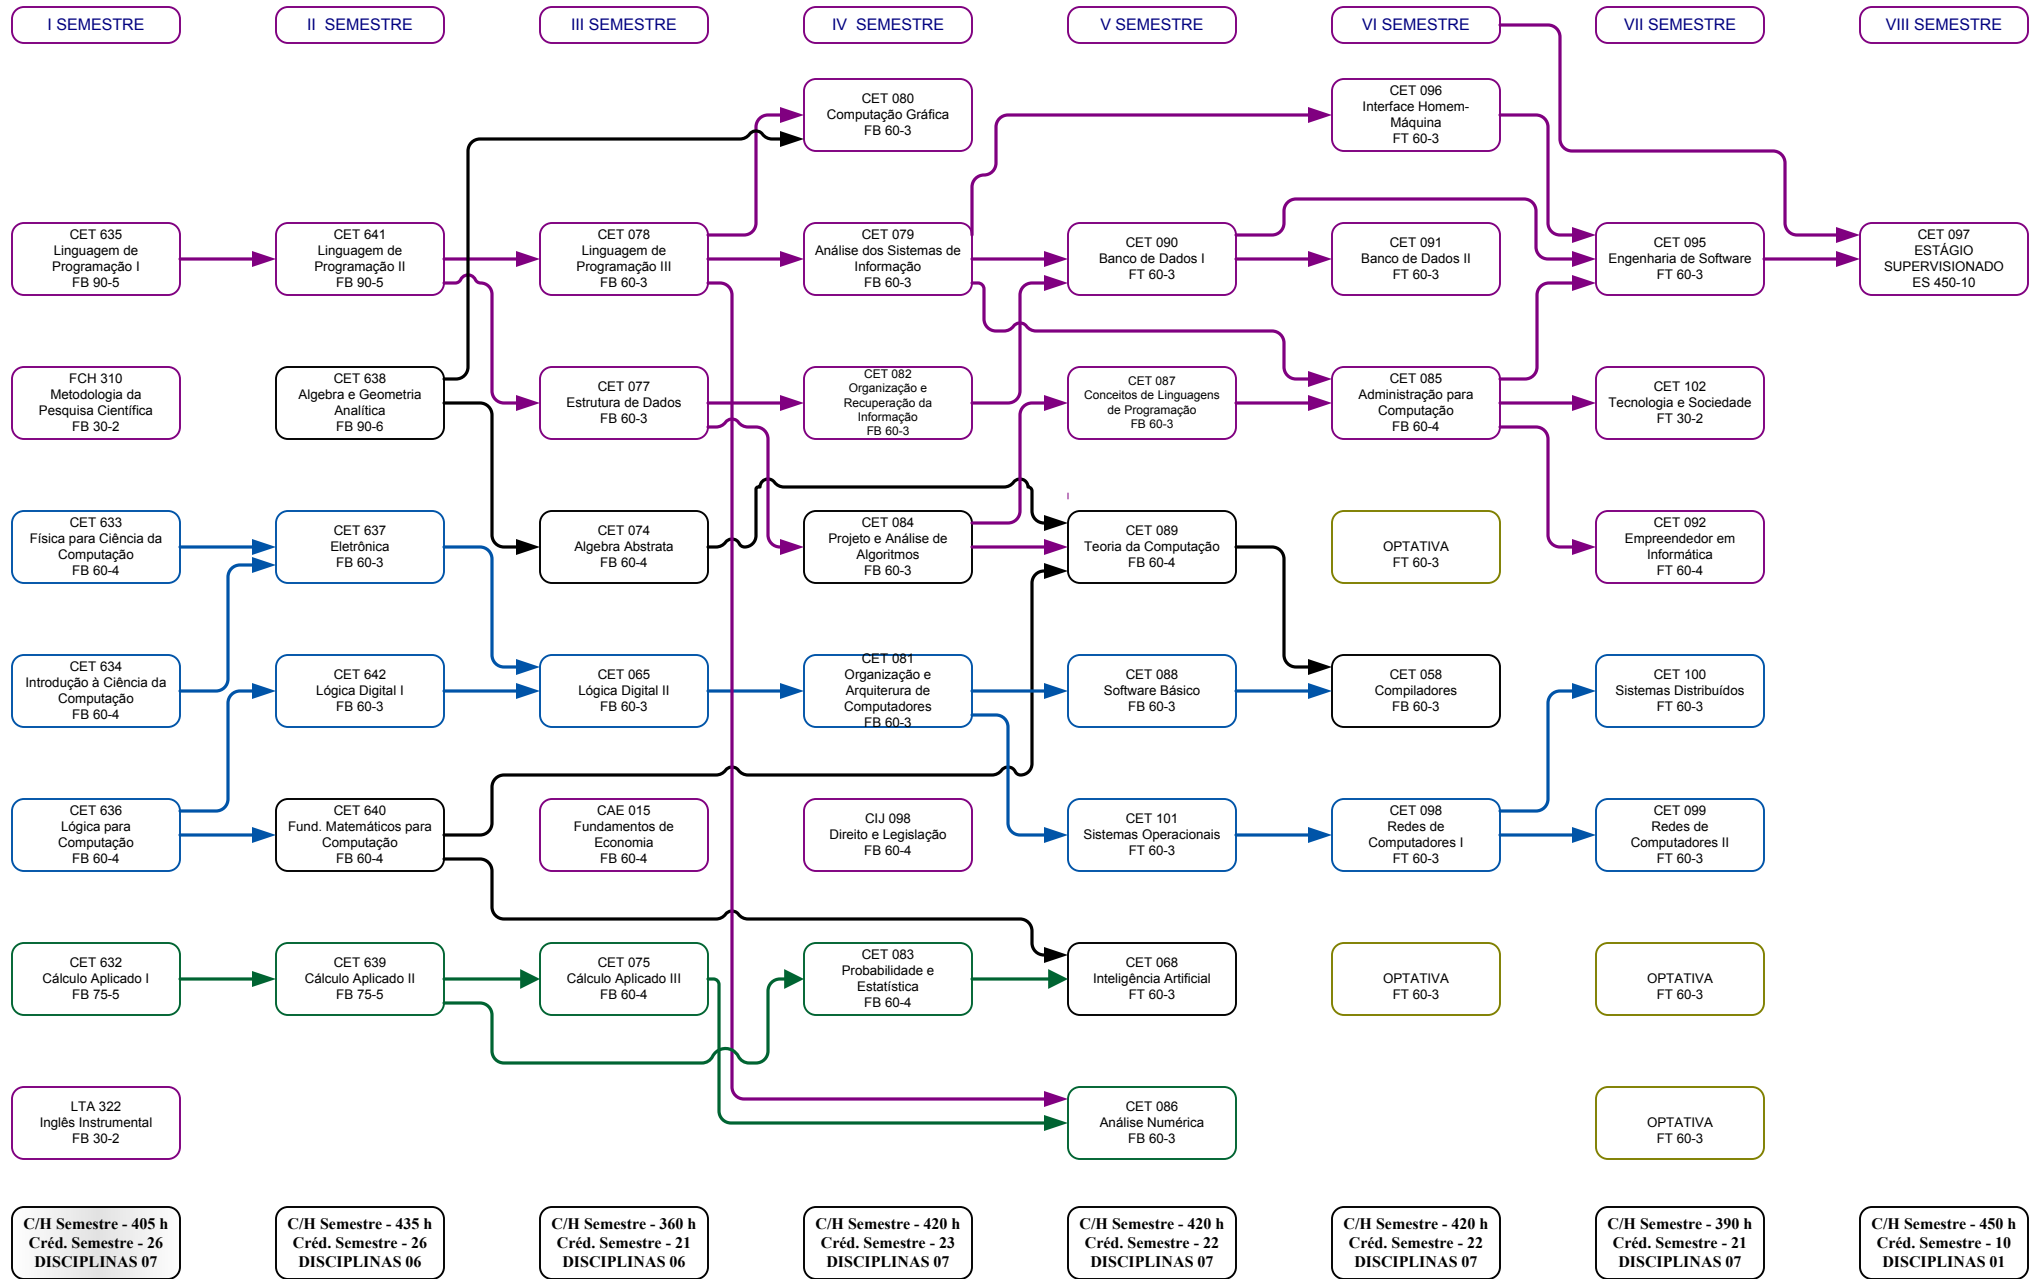 I SEMESTRE
II SEMESTRE
III SEMESTRE
IV SEMESTRE
V SEMESTRE
VI SEMESTRE
VII SEMESTRE
VIII SEMESTRE
CET 080
Computação Gráfica
FB 60-3
CET 096
Interface Homem-
Máquina
FT 60-3
CET 635
Linguagem de
Programação I
FB 90-5
CET 641
Linguagem de
Programação II
FB 90-5
CET 078
Linguagem de
Programação III
FB 60-3
CET 079
Análise dos Sistemas de
Informação
FB 60-3
CET 090
Banco de Dados I
FT 60-3
CET 091
Banco de Dados II
FT 60-3
CET 095
Engenharia de Software
FT 60-3
CET 097
ESTÁGIO
SUPERVISIONADO
ES 450-10
FCH 310
Metodologia da
Pesquisa Científica
FB 30-2
CET 638
Algebra e Geometria
Analítica
FB 90-6
CET 077
Estrutura de Dados
FB 60-3
CET 082
Organização e
Recuperação da
Informação
FB 60-3
CET 087
Conceitos de Linguagens
de Programação
FB 60-3
CET 085
Administração para
Computação
FB 60-4
CET 102
Tecnologia e Sociedade
FT 30-2
CET 633
Física para Ciência da
Computação
FB 60-4
CET 637
Eletrônica
FB 60-3
CET 074
Algebra Abstrata
FB 60-4
CET 084
Projeto e Análise de
Algoritmos
FB 60-3
CET 089
Teoria da Computação
FB 60-4
OPTATIVA
FT 60-3
CET 092
Empreendedor em
Informática
FT 60-4
CET 634
Introdução à Ciência da
Computação
FB 60-4
CET 642
Lógica Digital I
FB 60-3
CET 065
Lógica Digital II
FB 60-3
CET 081
Organização e
Arquiterura de
Computadores
FB 60-3
CET 088
Software Básico
FB 60-3
CET 058
Compiladores
FB 60-3
CET 100
Sistemas Distribuídos
FT 60-3
CET 636
Lógica para
Computação
FB 60-4
CET 640
Fund. Matemáticos para
Computação
FB 60-4
CAE 015
Fundamentos de
Economia
FB 60-4
CIJ 098
Direito e Legislação
FB 60-4
CET 101
Sistemas Operacionais
FT 60-3
CET 098
Redes de
Computadores I
FT 60-3
CET 099
Redes de
Computadores II
FT 60-3
CET 632
Cálculo Aplicado I
FB 75-5
CET 639
Cálculo Aplicado II
FB 75-5
CET 075
Cálculo Aplicado III
FB 60-4
CET 083
Probabilidade e
Estatística
FB 60-4
CET 068
Inteligência Artificial
FT 60-3
OPTATIVA
FT 60-3
OPTATIVA
FT 60-3
LTA 322
Inglês Instrumental
FB 30-2
CET 086
Análise Numérica
FB 60-3
OPTATIVA
FT 60-3
C/H Semestre - 405 h
Créd. Semestre - 26
DISCIPLINAS 07
C/H Semestre - 435 h
Créd. Semestre - 26
DISCIPLINAS 06
C/H Semestre - 360 h
Créd. Semestre - 21
DISCIPLINAS 06
C/H Semestre - 420 h
Créd. Semestre - 23
DISCIPLINAS 07
C/H Semestre - 420 h
Créd. Semestre - 22
DISCIPLINAS 07
C/H Semestre - 420 h
Créd. Semestre - 22
DISCIPLINAS 07
C/H Semestre - 390 h
Créd. Semestre - 21
DISCIPLINAS 07
C/H Semestre - 450 h
Créd. Semestre - 10
DISCIPLINAS 01